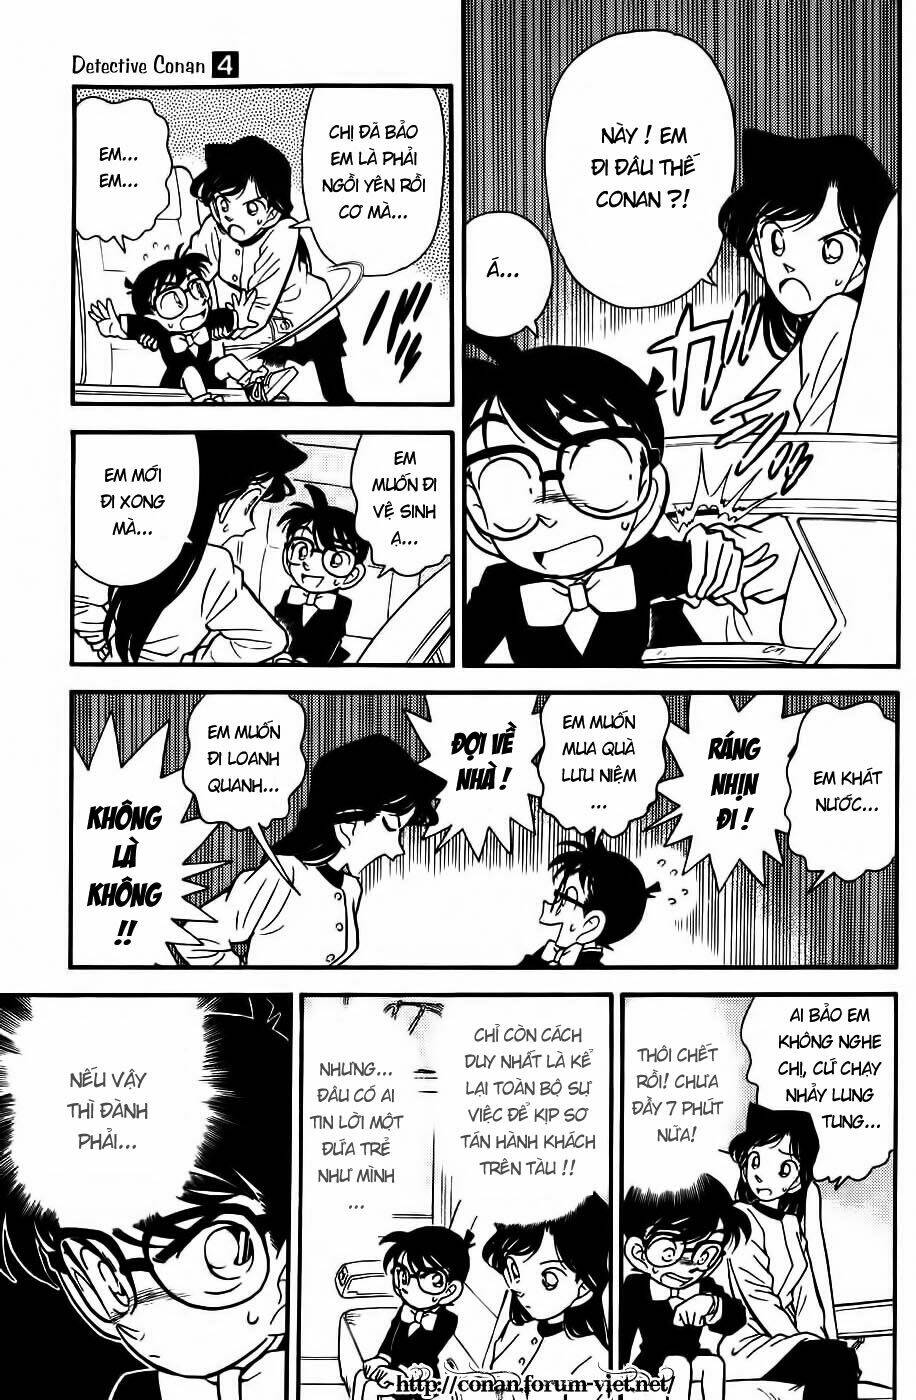 Detective Conan 4
NÀY ! EM
ĐI ĐÂU THẾ
CONAN ?!
Á...
CHỊ ĐÃ BẢO
EM LÀ PHẢI
NGỒI YÊN RỒI
CƠ MÀ...
EM...
EM...
EM
MUỐN ĐI
VỆ SINH
Ạ...
EM MỚI
ĐI XONG
MÀ...
EM KHÁT
NƯỚC...
RÁNG
NHỊN
ĐI !
EM MUỐN
MUA QUÀ
LƯU NIỆM
...
ĐỢI VỀ
NHÀ !
EM MUỐN
ĐI LOANH
QUANH...
KHÔNG
LÀ
KHÔNG
!!
AI BẢO EM
KHÔNG NGHE
CHỊ, CỨ CHẠY
NHẢY LUNG
TUNG...
THÔI CHẾT
RỒI! CHƯA
ĐẦY 7 PHÚT
NỮA!
CHỈ CÒN CÁCH
DUY NHẤT LÀ KỂ
LẠI TOÀN BỘ SỰ
VIỆC ĐỂ KỊP SƠ
TÁN HÀNH KHÁCH
TRÊN TÀU !!
NHƯNG...
ĐÂU CÓ AI
TIN LỜI MỘT
ĐỨA TRẺ
NHƯ MÌNH
...
NẾU VẬY
THÌ ĐÀNH
PHẢI...
http://conan.forum-viet.net/